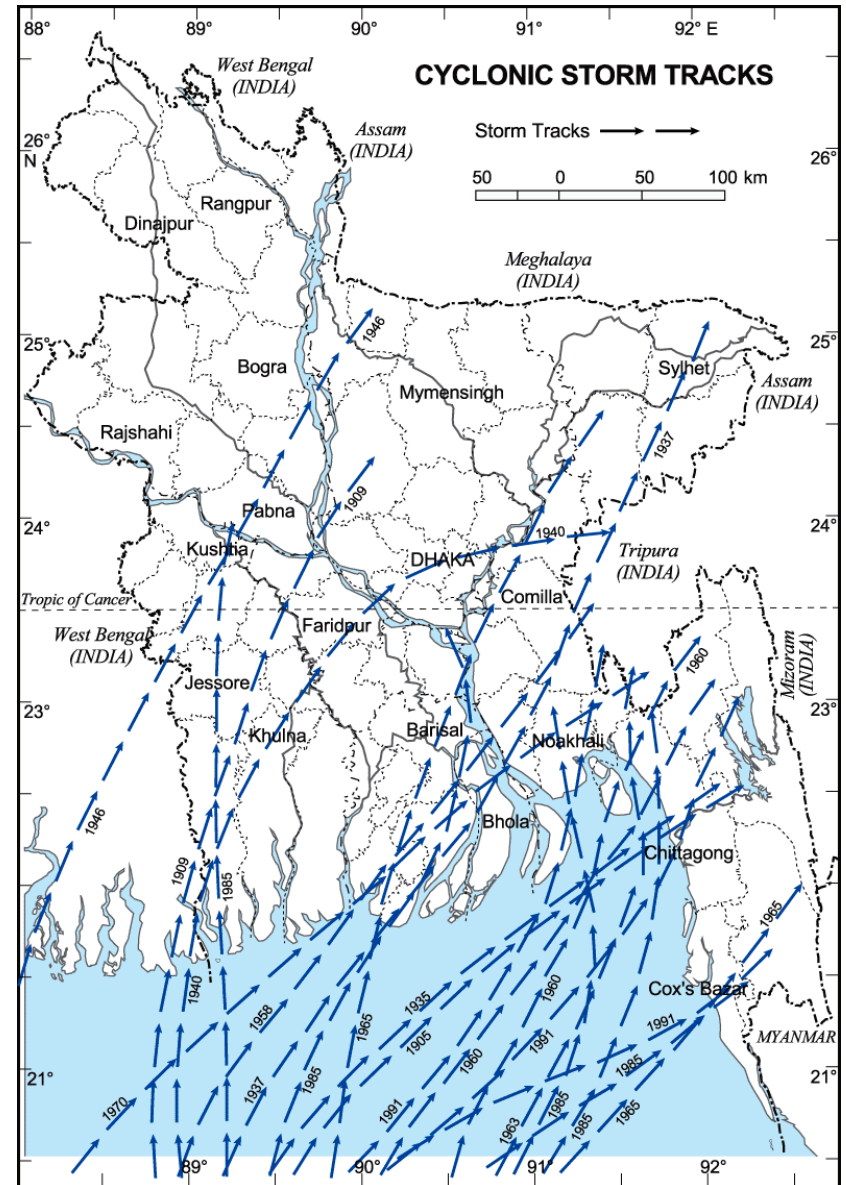 88°
89°
90°
91°
92° E
West Bengal
(INDIA)
CYCLONIC STORM TRACKS
Assam
(INDIA)
Storm Tracks
26°
N
26°
50 0 50 100 km
Rangpur
Dinajpur
Meghalaya
(INDIA)
1946
25°
25°
Bogra
Sylhet
Mymensingh
Assam
(INDIA)
Rajshahi
1937
1909
24°
24°
Pabna
Kushtia
1940
DHAKA
Tripura
(INDIA)
Comilla
Tropic of Cancer
Faridpur
West Bengal
(INDIA)
1960
Mizoram
(INDIA)
Jessore
23°
23°
Khulna
Barisal
Noakhali
1946
Bhola
Chittagong
1909
1985
1965
1940
Cox's Bazar
1958
1965
1935
1960
1991
1905
1991
MYANMAR
21°
21°
1960
1985
1937
1985
1970
1991
1963
1985
1985
1965
89°
90°
91°
92°